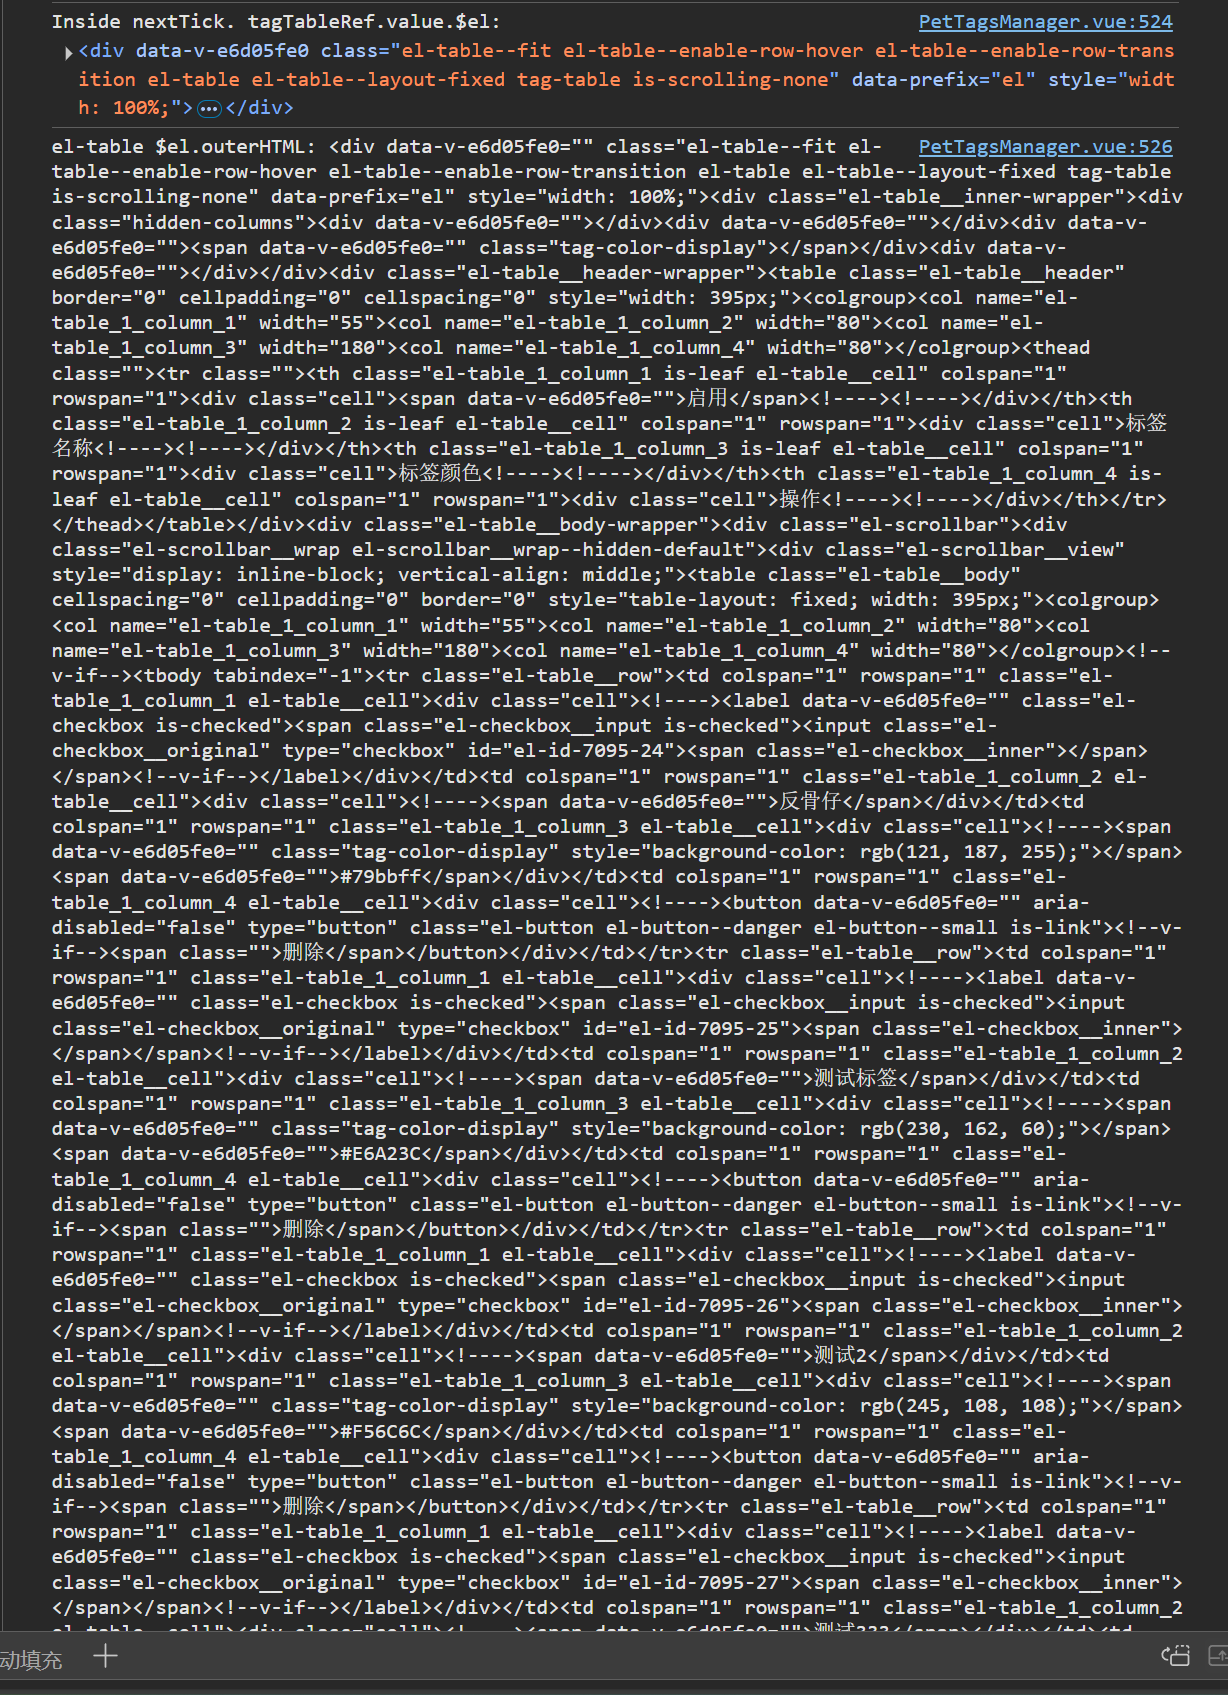 Inside nextTick. tagTableRef.value.$el: PetTagsManager.vue:524
<div data-v-e6d05fe0 class="el-table--fit el-table--enable-row-hover el-table--enable-row-trans
ition el-table el-table--layout-fixed tag-table is-scrolling-none" data-prefix="el" style="widt
h: 100%;">…</div>
el-table $el.outerHTML: <div data-v-e6d05fe0="" class="el-table--fit el- PetTagsManager.vue:526
table--enable-row-hover el-table--enable-row-transition el-table el-table--layout-fixed tag-table
is-scrolling-none" data-prefix="el" style="width: 100%;"><div class="el-table__inner-wrapper"><div
class="hidden-columns"><div data-v-e6d05fe0=""></div><div data-v-e6d05fe0=""></div><div data-v-
e6d05fe0=""><span data-v-e6d05fe0="" class="tag-color-display"></span></div><div data-v-
e6d05fe0=""></div></div><div class="el-table__header-wrapper"><table class="el-table__header"
border="0" cellpadding="0" cellspacing="0" style="width: 395px;"><colgroup><col name="el-
table_1_column_1" width="55"><col name="el-table_1_column_2" width="80"><col name="el-
table_1_column_3" width="180"><col name="el-table_1_column_4" width="80"></colgroup><thead
class=""><tr class=""><th class="el-table_1_column_1 is-leaf el-table__cell" colspan="1"
rowspan="1"><div class="cell"><span data-v-e6d05fe0="">启用</span><!----><!----></div></th><th
class="el-table_1_column_2 is-leaf el-table__cell" colspan="1" rowspan="1"><div class="cell">标签
名称<!----><!----></div></th><th class="el-table_1_column_3 is-leaf el-table__cell" colspan="1"
rowspan="1"><div class="cell">标签颜色<!----><!----></div></th><th class="el-table_1_column_4 is-
leaf el-table__cell" colspan="1" rowspan="1"><div class="cell">操作<!----><!----></div></th></tr>
</thead></table></div><div class="el-table__body-wrapper"><div class="el-scrollbar"><div
class="el-scrollbar__wrap el-scrollbar__wrap--hidden-default"><div class="el-scrollbar__view"
style="display: inline-block; vertical-align: middle;"><table class="el-table__body"
cellspacing="0" cellpadding="0" border="0" style="table-layout: fixed; width: 395px;"><colgroup>
<col name="el-table_1_column_1" width="55"><col name="el-table_1_column_2" width="80"><col
name="el-table_1_column_3" width="180"><col name="el-table_1_column_4" width="80"></colgroup><!--
v-if--><tbody tabindex="-1"><tr class="el-table__row"><td colspan="1" rowspan="1" class="el-
table_1_column_1 el-table__cell"><div class="cell"><!----><label data-v-e6d05fe0="" class="el-
checkbox is-checked"><span class="el-checkbox__input is-checked"><input class="el-
checkbox__original" type="checkbox" id="el-id-7095-24"><span class="el-checkbox__inner"></span>
</span><!--v-if--></label></div></td><td colspan="1" rowspan="1" class="el-table_1_column_2 el-
table__cell"><div class="cell"><!----><span data-v-e6d05fe0="">反骨仔</span></div></td><td
colspan="1" rowspan="1" class="el-table_1_column_3 el-table__cell"><div class="cell"><!----><span
data-v-e6d05fe0="" class="tag-color-display" style="background-color: rgb(121, 187, 255);"></span>
<span data-v-e6d05fe0="">#79bbff</span></div></td><td colspan="1" rowspan="1" class="el-
table_1_column_4 el-table__cell"><div class="cell"><!----><button data-v-e6d05fe0="" aria-
disabled="false" type="button" class="el-button el-button--danger el-button--small is-link"><!--v-
if--><span class="">删除</span></button></div></td></tr><tr class="el-table__row"><td colspan="1"
rowspan="1" class="el-table_1_column_1 el-table__cell"><div class="cell"><!----><label data-v-
e6d05fe0="" class="el-checkbox is-checked"><span class="el-checkbox__input is-checked"><input
class="el-checkbox__original" type="checkbox" id="el-id-7095-25"><span class="el-checkbox__inner">
</span></span><!--v-if--></label></div></td><td colspan="1" rowspan="1" class="el-table_1_column_2
el-table__cell"><div class="cell"><!----><span data-v-e6d05fe0="">测试标签</span></div></td><td
colspan="1" rowspan="1" class="el-table_1_column_3 el-table__cell"><div class="cell"><!----><span
data-v-e6d05fe0="" class="tag-color-display" style="background-color: rgb(230, 162, 60);"></span>
<span data-v-e6d05fe0="">#E6A23C</span></div></td><td colspan="1" rowspan="1" class="el-
table_1_column_4 el-table__cell"><div class="cell"><!----><button data-v-e6d05fe0="" aria-
disabled="false" type="button" class="el-button el-button--danger el-button--small is-link"><!--v-
if--><span class="">删除</span></button></div></td></tr><tr class="el-table__row"><td colspan="1"
rowspan="1" class="el-table_1_column_1 el-table__cell"><div class="cell"><!----><label data-v-
e6d05fe0="" class="el-checkbox is-checked"><span class="el-checkbox__input is-checked"><input
class="el-checkbox__original" type="checkbox" id="el-id-7095-26"><span class="el-checkbox__inner">
</span></span><!--v-if--></label></div></td><td colspan="1" rowspan="1" class="el-table_1_column_2
el-table__cell"><div class="cell"><!----><span data-v-e6d05fe0="">测试2</span></div></td><td
colspan="1" rowspan="1" class="el-table_1_column_3 el-table__cell"><div class="cell"><!----><span
data-v-e6d05fe0="" class="tag-color-display" style="background-color: rgb(245, 108, 108);"></span>
<span data-v-e6d05fe0="">#F56C6C</span></div></td><td colspan="1" rowspan="1" class="el-
table_1_column_4 el-table__cell"><div class="cell"><!----><button data-v-e6d05fe0="" aria-
disabled="false" type="button" class="el-button el-button--danger el-button--small is-link"><!--v-
if--><span class="">删除</span></button></div></td></tr><tr class="el-table__row"><td colspan="1"
rowspan="1" class="el-table_1_column_1 el-table__cell"><div class="cell"><!----><label data-v-
e6d05fe0="" class="el-checkbox is-checked"><span class="el-checkbox__input is-checked"><input
class="el-checkbox__original" type="checkbox" id="el-id-7095-27"><span class="el-checkbox__inner">
</span></span><!--v-if--></label></div></td><td colspan="1" rowspan="1" class="el-table_1_column_2
动填充